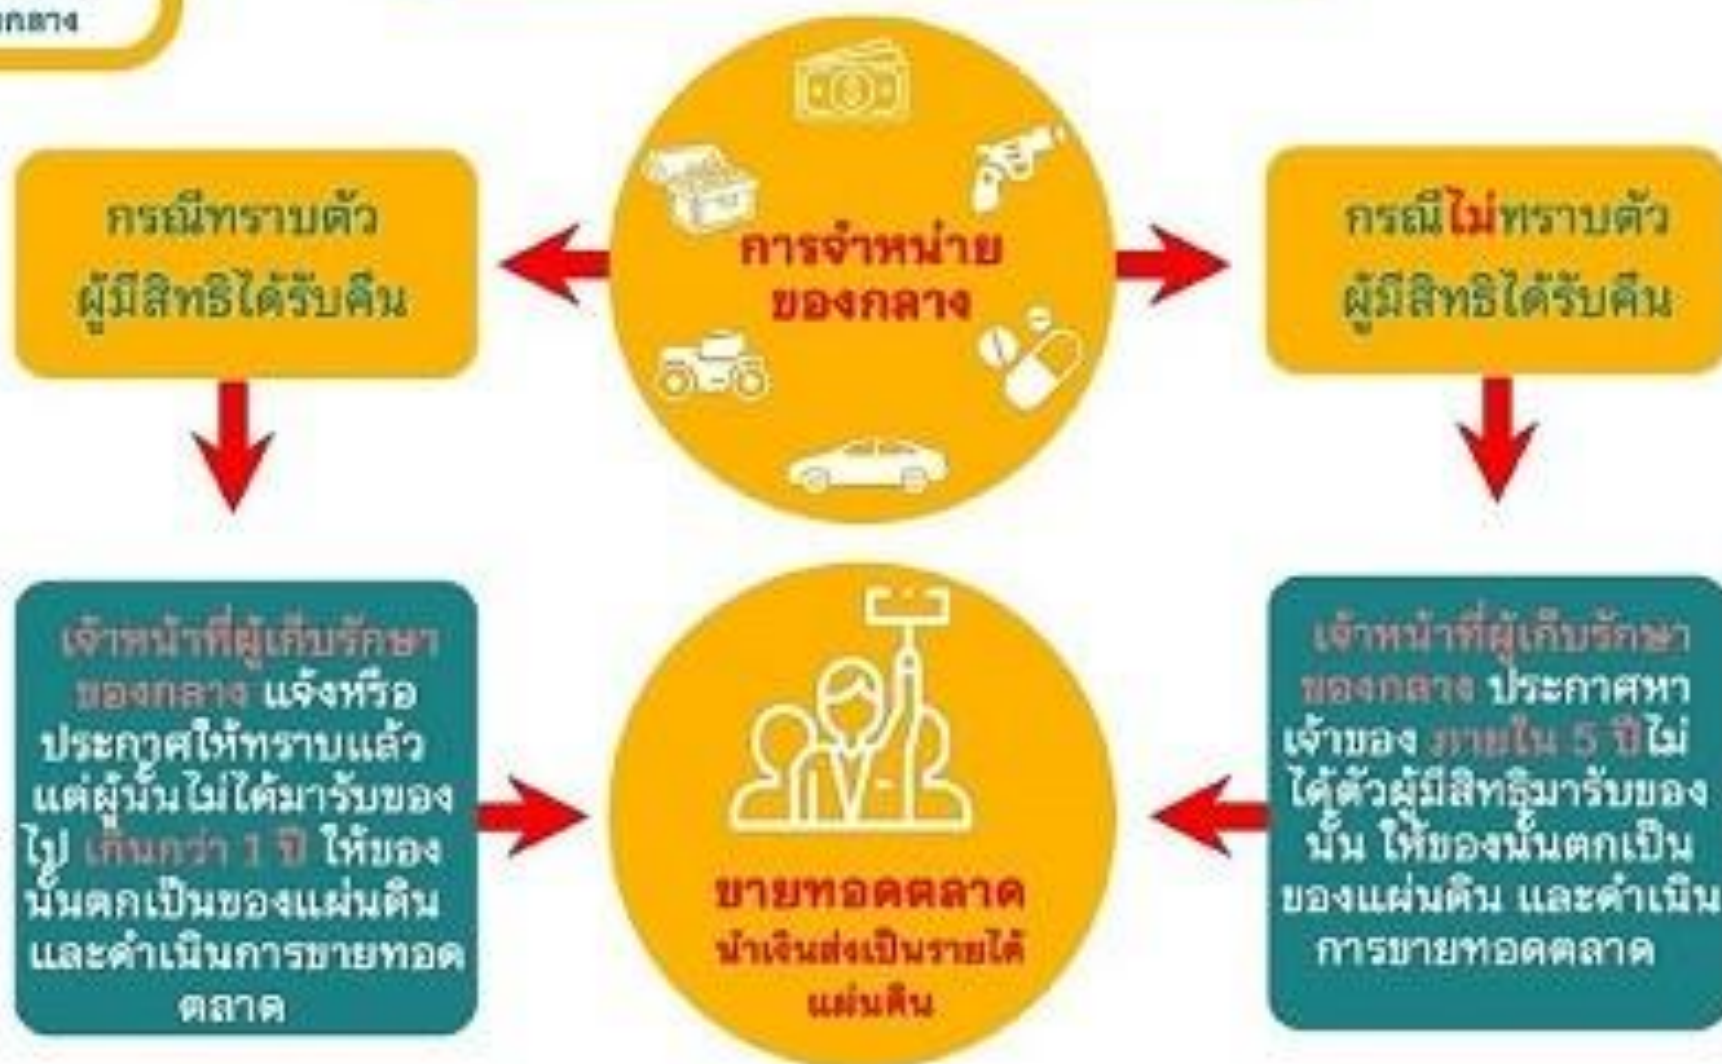 กลาง
การจำหน่าย
ของกลาง
กรณีทราบตัว
ผู้มีสิทธิได้รับคืน
กรณีไม่ทราบตัว
ผู้มีสิทธิได้รับคืน
เจ้าหน้าที่ผู้เก็บรักษา
ของกลาง แจ้งหรือ
ประกาศให้ทราบแล้ว
แต่ผู้นั้นไม่ได้มารับของ
ไป เกินกว่า 1 ปี ให้ของ
นั้นตกเป็นของแผ่นดิน
และดำเนินการขายทอด
ตลาด
ขายทอดตลาด
นำเงินส่งเป็นรายได้
แผ่นดิน
เจ้าหน้าที่ผู้เก็บรักษา
ของกลาง ประกาศหา
เจ้าของ ภายใน 5 ปีไม่
ได้ตัวผู้มีสิทธิมารับของ
นั้น ให้ของนั้นตกเป็น
ของแผ่นดิน และดำเนิน
การขายทอดตลาด